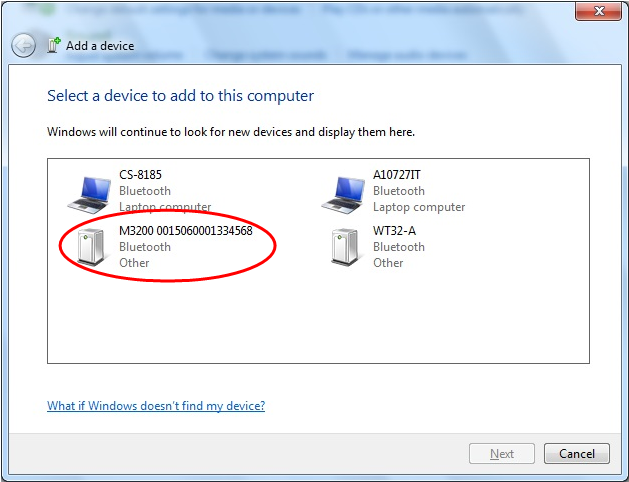 Add a device
Select a device to add to this computer
Windows will continue to look for new devices and display them here.
CS-8185
Bluetooth
Laptop computer
A10727IT
Bluetooth
Laptop computer
M3200 0015060001334568
Bluetooth
Other
WT32-A
Bluetooth
Other
What if Windows doesn't find my device?
Next
Cancel